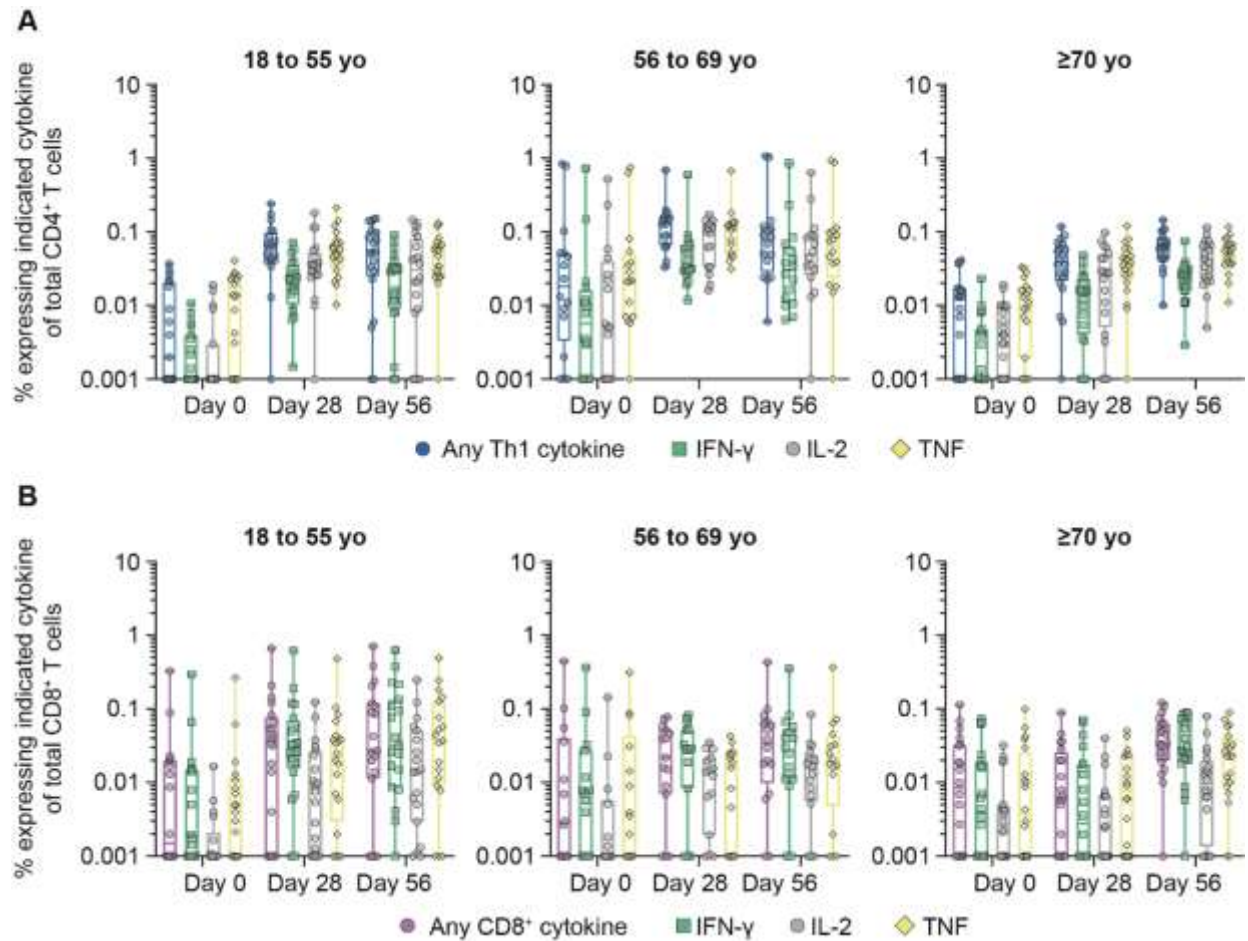 A
18 to 55 yo
56 to 69 yo
≥70 yo
% expressing indicated cytokine
of total CD4⁺ T cells
10
1
0.1
0.01
0.001
10
1
0.1
0.01
0.001
10
1
0.1
0.01
0.001
Day 0 Day 28 Day 56
Day 0 Day 28 Day 56
Day 0 Day 28 Day 56
Any Th1 cytokine IFN-γ IL-2 TNF
B
18 to 55 yo
56 to 69 yo
≥70 yo
% expressing indicated cytokine
of total CD8⁺ T cells
10
1
0.1
0.01
0.001
10
1
0.1
0.01
0.001
10
1
0.1
0.01
0.001
Day 0 Day 28 Day 56
Day 0 Day 28 Day 56
Day 0 Day 28 Day 56
Any CD8⁺ cytokine IFN-γ IL-2 TNF